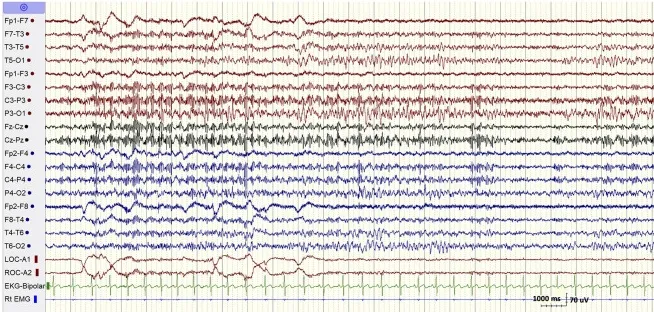 Fp1-F7
F7-T3
T3-T5
T5-O1
Fp1-F3
F3-C3
C3-P3
P3-O1
Fz-Cz
Cz-Pz
Fp2-F4
F4-C4
C4-P4
P4-O2
Fp2-F8
F8-T4
T4-T6
T6-O2
LOC-A1
ROC-A2
EKG-Bipolar
Rt EMG
1000 ms 70 uV